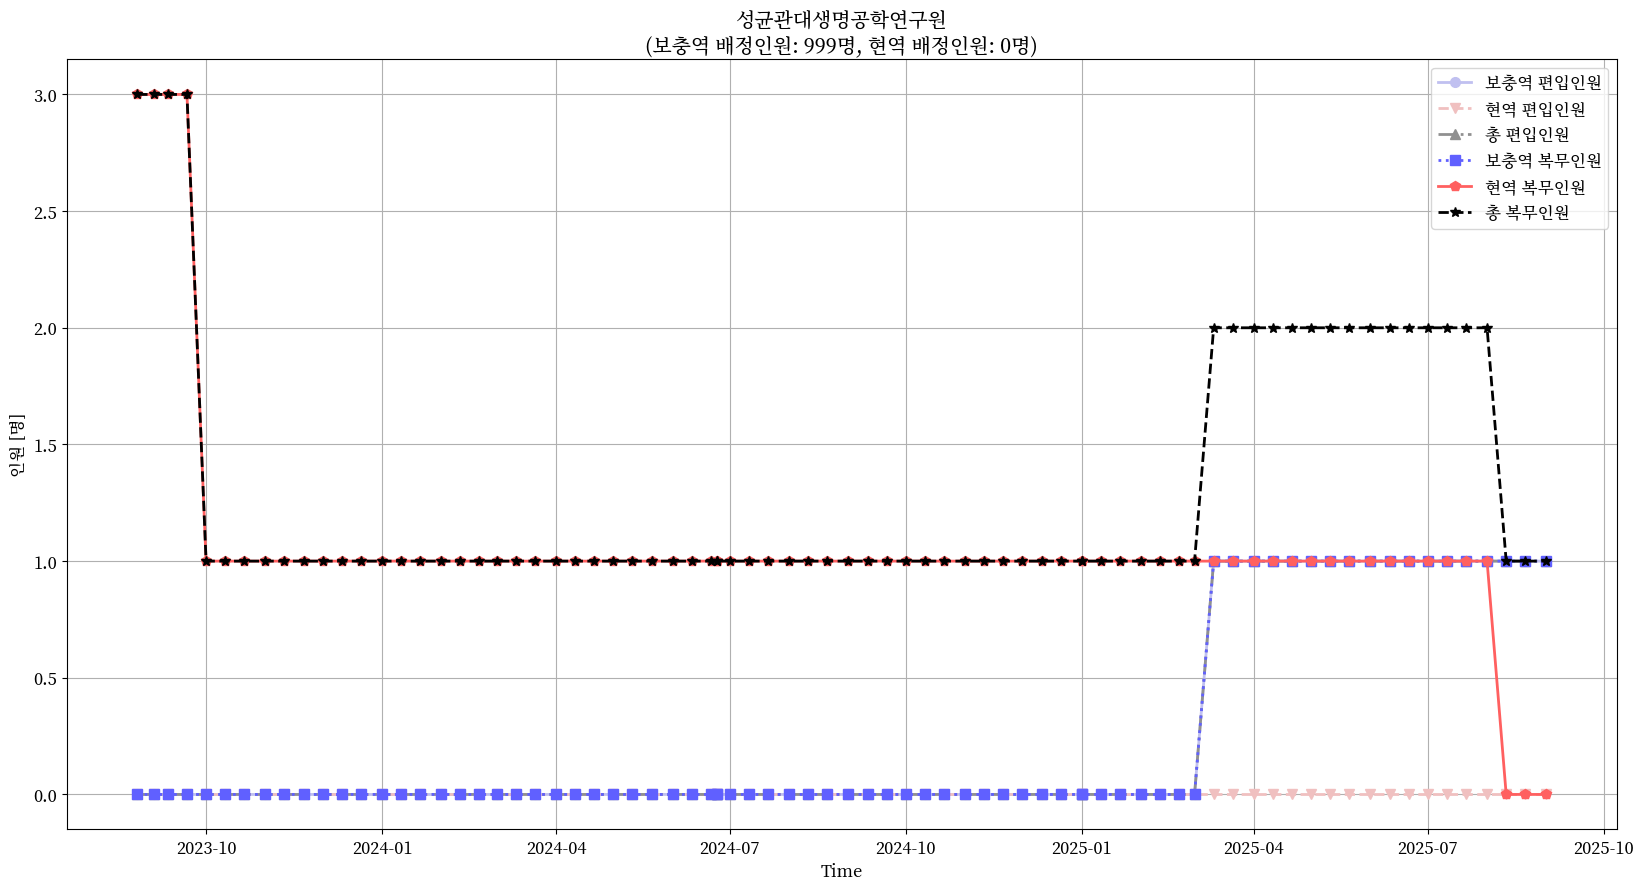 성균관대생명공학연구원
(보충역 배정인원: 999명, 현역 배정인원: 0명)
보충역 편입인원
현역 편입인원
총 편입인원
보충역 복무인원
현역 복무인원
총 복무인원
인원 [명]
3.0
2.5
2.0
1.5
1.0
0.5
0.0
2023-10
2024-01
2024-04
2024-07
2024-10
2025-01
2025-04
2025-07
2025-10
Time